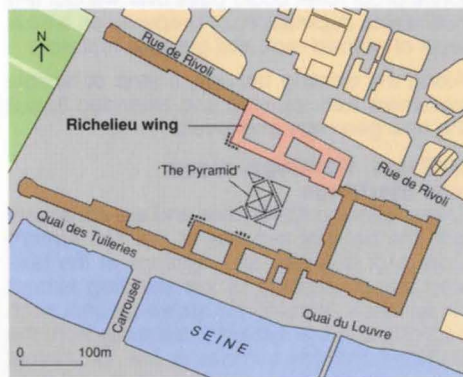 N
Rue de Rivoli
Richelieu wing
'The Pyramid'
Rue de Rivoli
Quai des Tuileries
Carrousel
Quai du Louvre
SEINE
0 100m